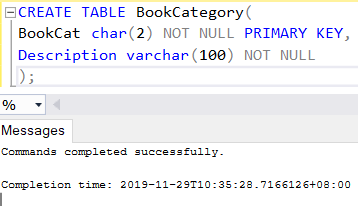 CREATE TABLE BookCategory(
BookCat char(2) NOT NULL PRIMARY KEY,
Description varchar(100) NOT NULL
);
%
Messages
Commands completed successfully.
Completion time: 2019-11-29T10:35:28.7166126+08:00